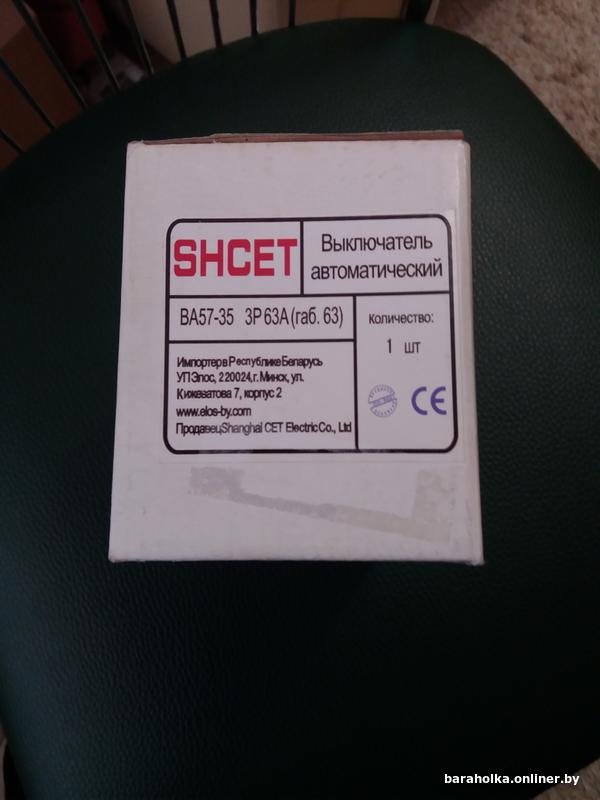 SHCET
Выключатель
автоматический
ВА57-35 3Р 63А (габ. 63)
Количество:
1 шт
Импортер в Республике Беларусь
УП Элос, 220024, г. Минск, ул.
Кижеватова 7, корпус 2
www.elos-by.com
Продавец Shanghai CET Electric Co., Ltd
CE
baraholka.onliner.by